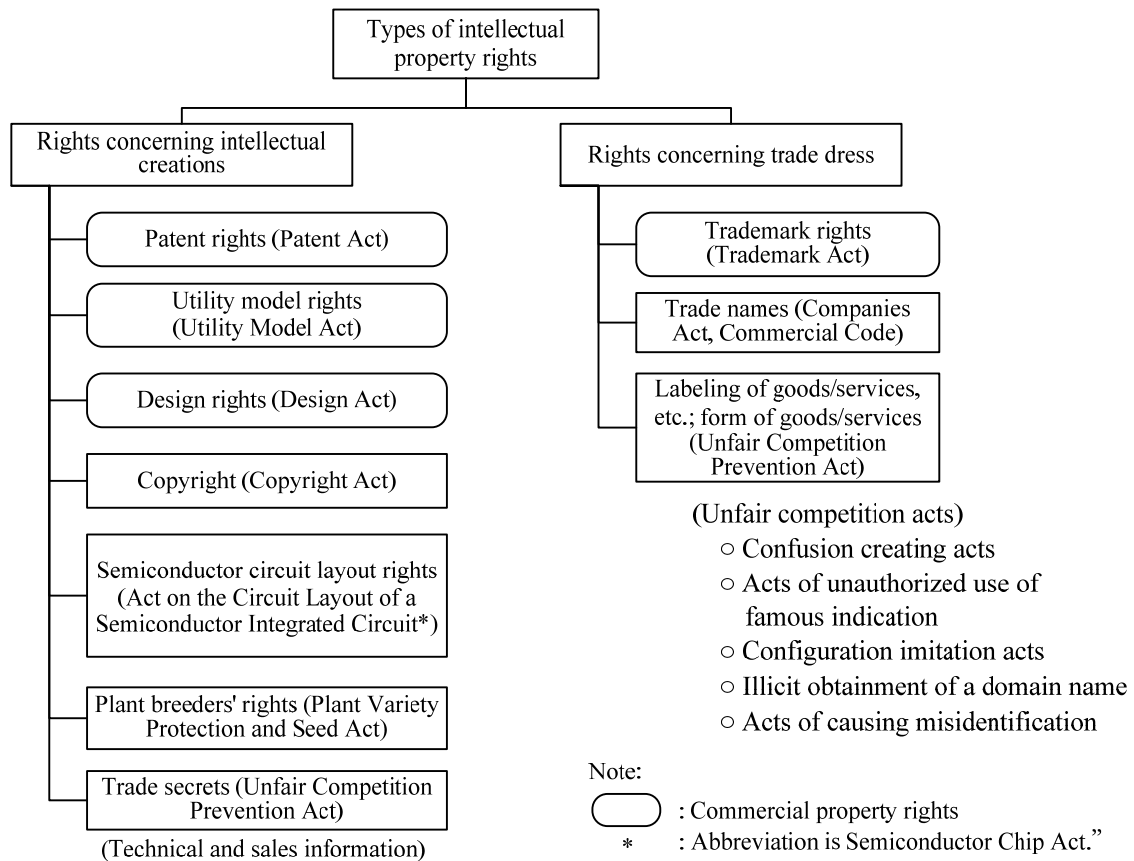 Types of intellectual
property rights
Rights concerning intellectual
creations
Patent rights (Patent Act)
Utility model rights
(Utility Model Act)
Design rights (Design Act)
Copyright (Copyright Act)
Semiconductor circuit layout rights
(Act on the Circuit Layout of a
Semiconductor Integrated Circuit*)
Plant breeders' rights (Plant Variety
Protection and Seed Act)
Trade secrets (Unfair Competition
Prevention Act)
(Technical and sales information)
Rights concerning trade dress
Trademark rights
(Trademark Act)
Trade names (Companies
Act, Commercial Code)
Labeling of goods/services,
etc.; form of goods/services
(Unfair Competition
Prevention Act)
(Unfair competition acts)
○ Confusion creating acts
○ Acts of unauthorized use of
famous indication
○ Configuration imitation acts
○ Illicit obtainment of a domain name
○ Acts of causing misidentification
Note:
: Commercial property rights
* : Abbreviation is Semiconductor Chip Act.”